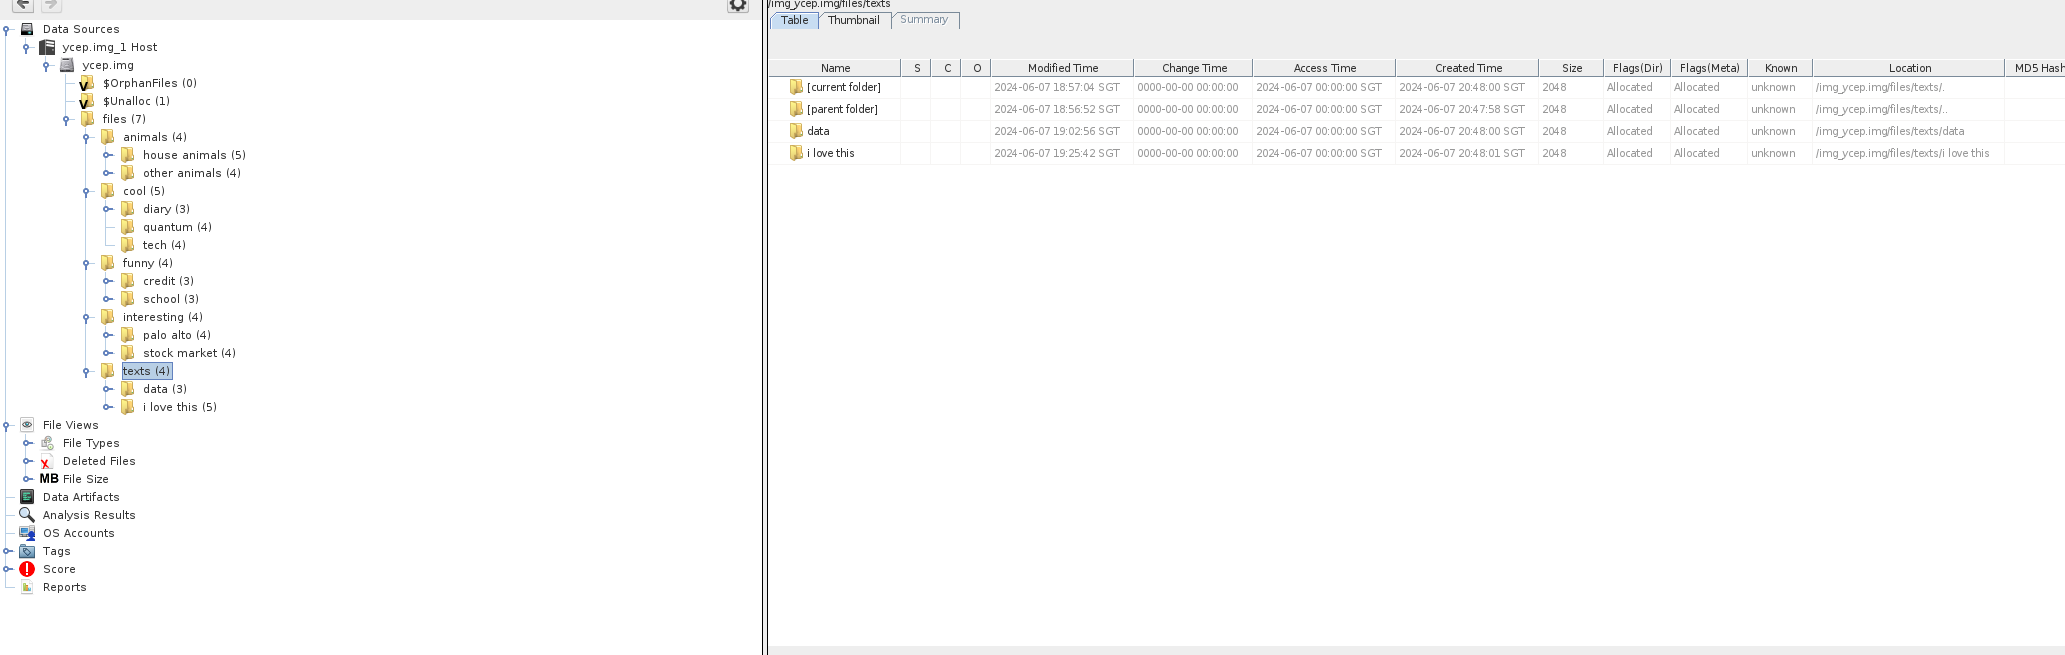 Data Sources
ycep.img_1 Host
ycep.img
$OrphanFiles (0)
$Unalloc (1)
files (7)
animals (4)
house animals (5)
other animals (4)
cool (5)
diary (3)
quantum (4)
tech (4)
funny (4)
credit (3)
school (3)
interesting (4)
palo alto (4)
stock market (4)
texts (4)
data (3)
i love this (5)
File Views
File Types
Deleted Files
MB File Size
Data Artifacts
Analysis Results
OS Accounts
Tags
Score
Reports
/img_ycep.img/files/texts
Table Thumbnail Summary
Name S C O Modified Time Change Time Access Time Created Time Size Flags(Dir) Flags(Meta) Known Location MD5 Hash
[current folder] 2024-06-07 18:57:04 SGT 0000-00-00 00:00:00 2024-06-07 00:00:00 SGT 2024-06-07 20:48:00 SGT 2048 Allocated Allocated unknown /img_ycep.img/files/texts/.
[parent folder] 2024-06-07 18:56:52 SGT 0000-00-00 00:00:00 2024-06-07 00:00:00 SGT 2024-06-07 20:47:58 SGT 2048 Allocated Allocated unknown /img_ycep.img/files/texts/..
data 2024-06-07 19:02:56 SGT 0000-00-00 00:00:00 2024-06-07 00:00:00 SGT 2024-06-07 20:48:00 SGT 2048 Allocated Allocated unknown /img_ycep.img/files/texts/data
i love this 2024-06-07 19:25:42 SGT 0000-00-00 00:00:00 2024-06-07 00:00:00 SGT 2024-06-07 20:48:01 SGT 2048 Allocated Allocated unknown /img_ycep.img/files/texts/i love this